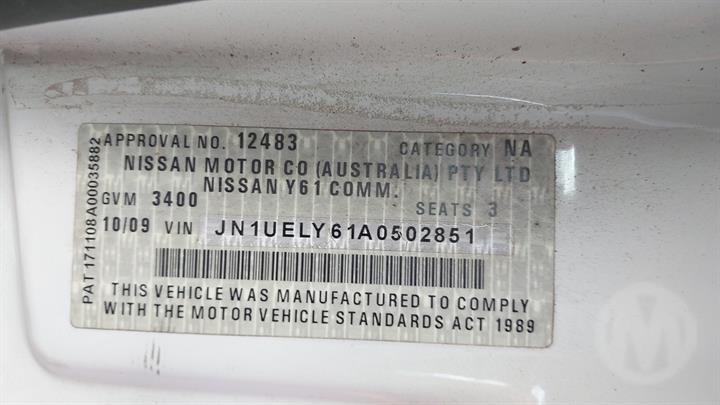 APPROVAL NO. 12483 CATEGORY NA
NISSAN MOTOR CO (AUSTRALIA) PTY LTD
NISSAN Y61 COMM.
GVM 3400 SEATS 3
10/09 VIN JN1UELY61A0502851
THIS VEHICLE WAS MANUFACTURED TO COMPLY
WITH THE MOTOR VEHICLE STANDARDS ACT 1989
PAT 171108A00035882
M